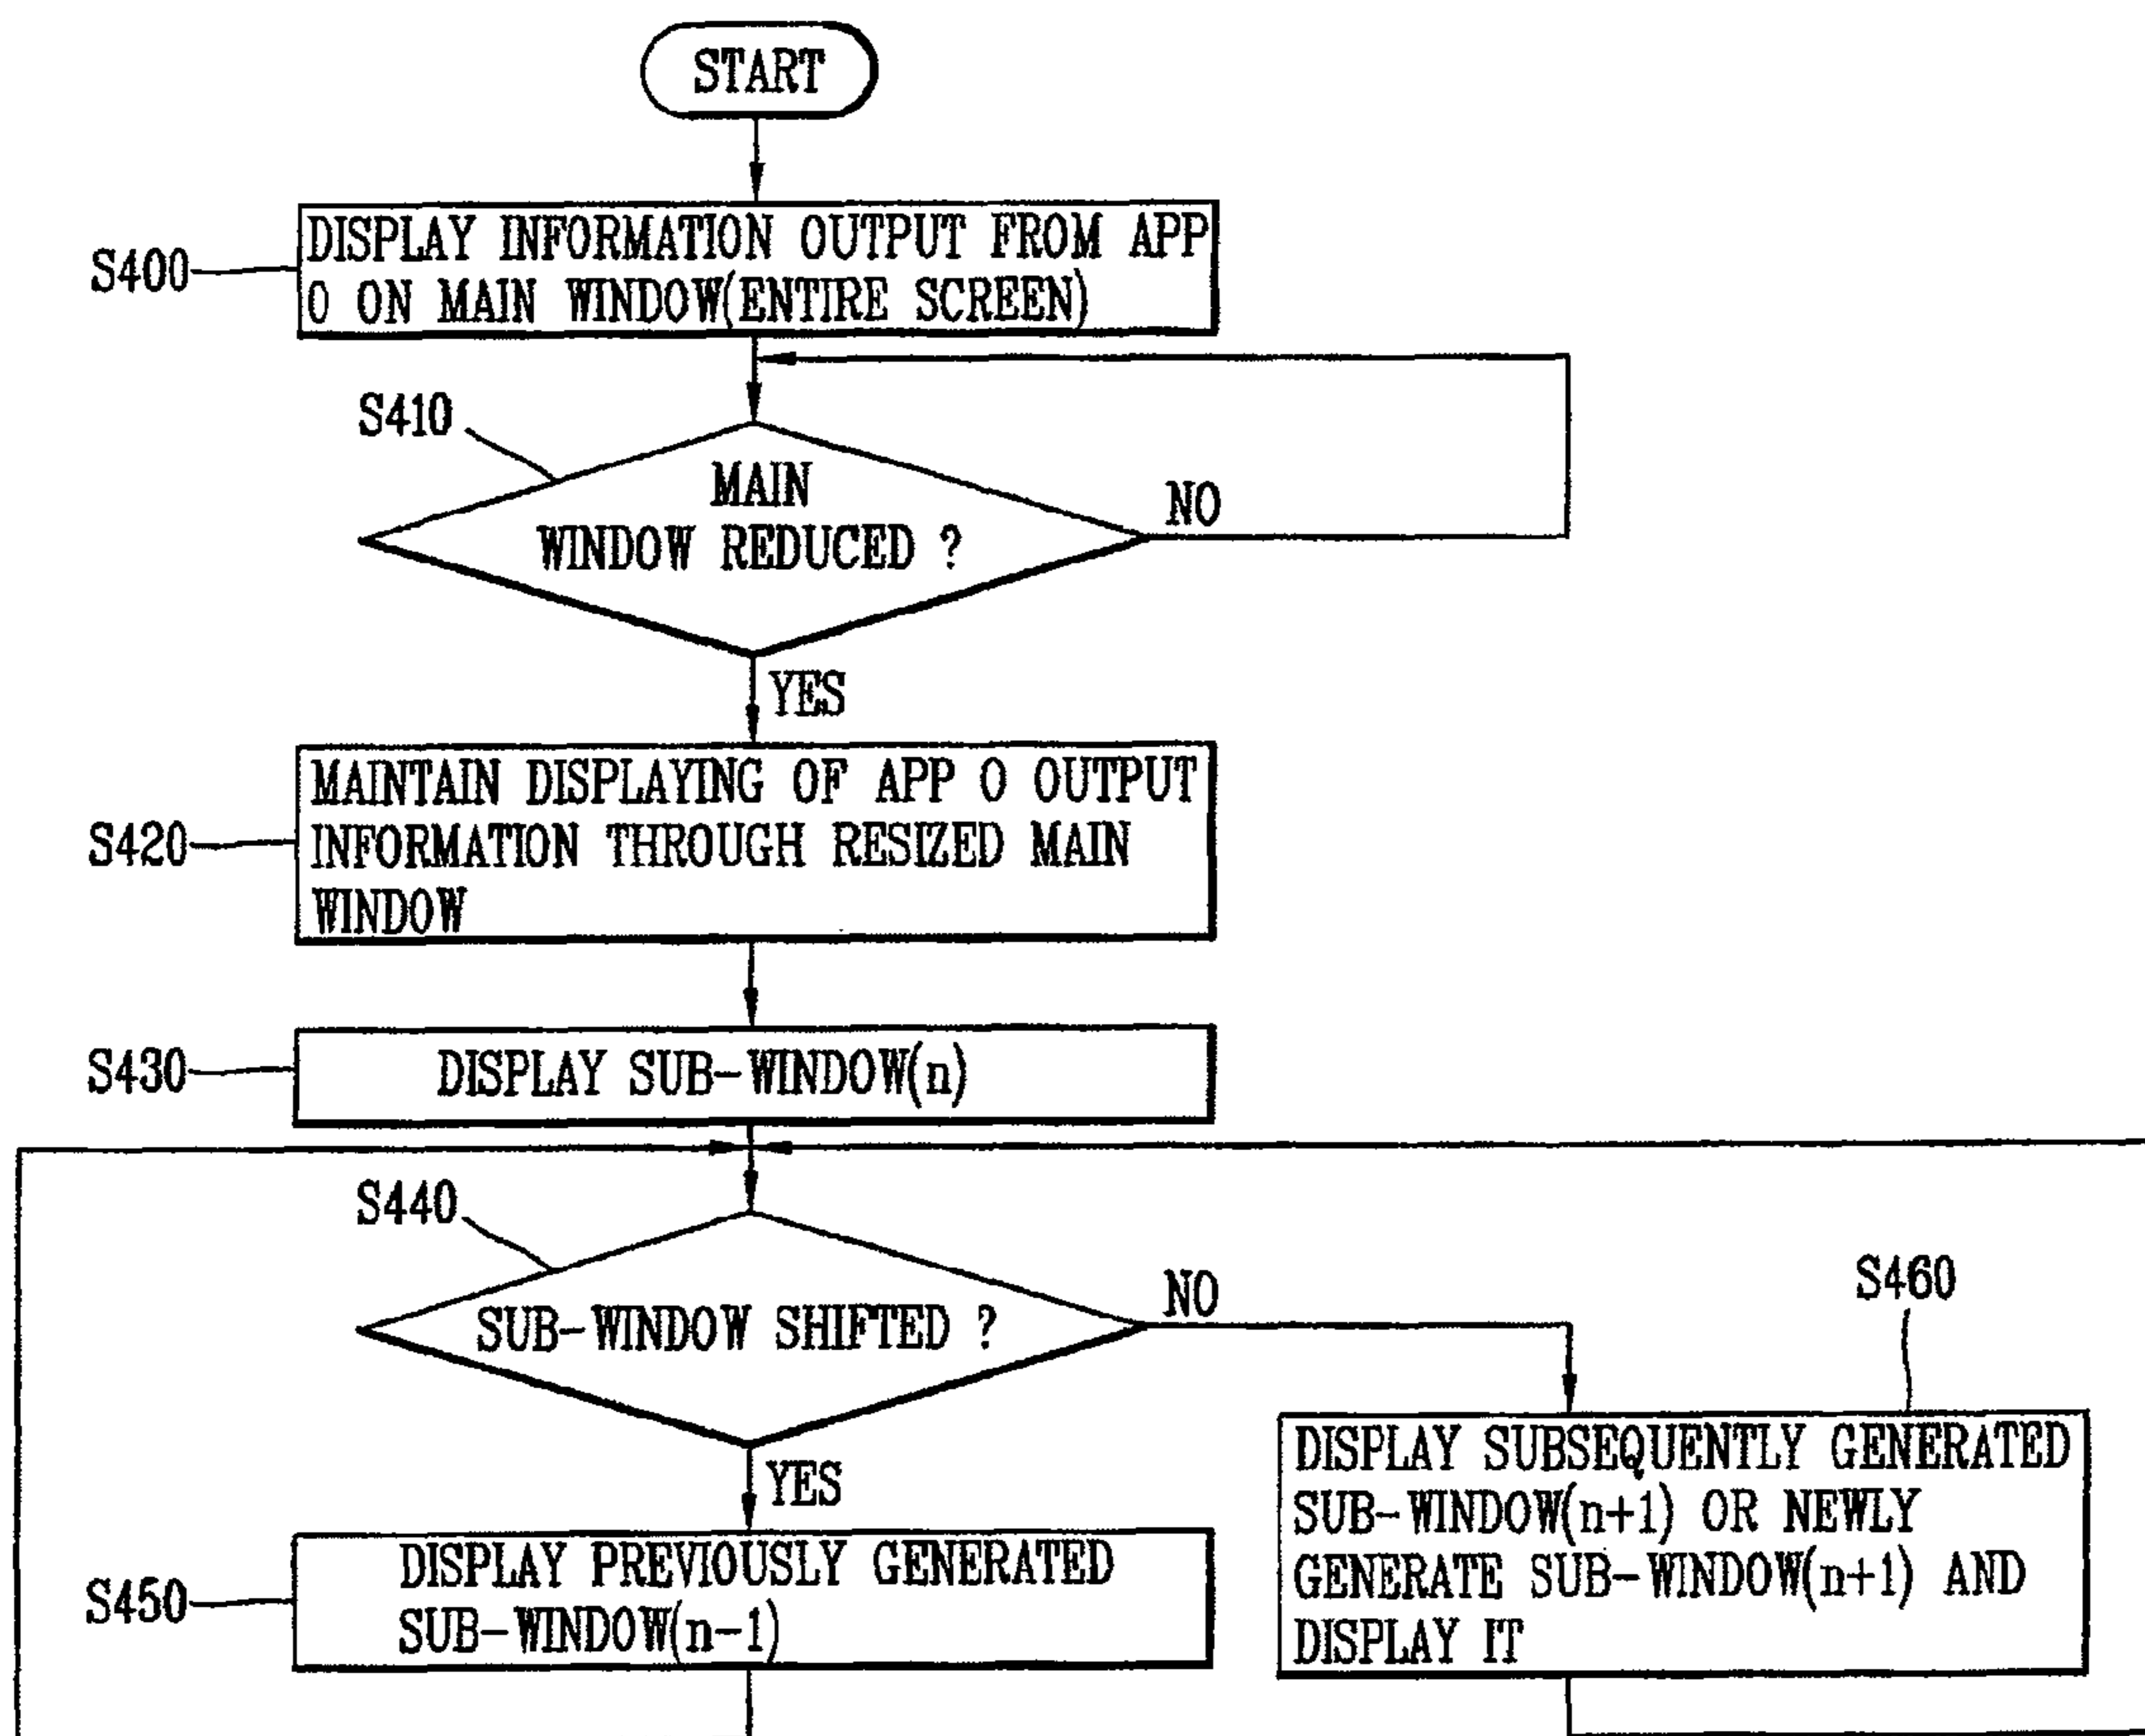 START
S400
DISPLAY INFORMATION OUTPUT FROM APP
0 ON MAIN WINDOW(ENTIRE SCREEN)
S410
MAIN
WINDOW REDUCED ?
NO
YES
S420
MAINTAIN DISPLAYING OF APP 0 OUTPUT
INFORMATION THROUGH RESIZED MAIN
WINDOW
S430
DISPLAY SUB-WINDOW(n)
S440
SUB-WINDOW SHIFTED ?
NO
YES
S450
DISPLAY PREVIOUSLY GENERATED
SUB-WINDOW(n-1)
S460
DISPLAY SUBSEQUENTLY GENERATED
SUB-WINDOW(n+1) OR NEWLY
GENERATE SUB-WINDOW(n+1) AND
DISPLAY IT